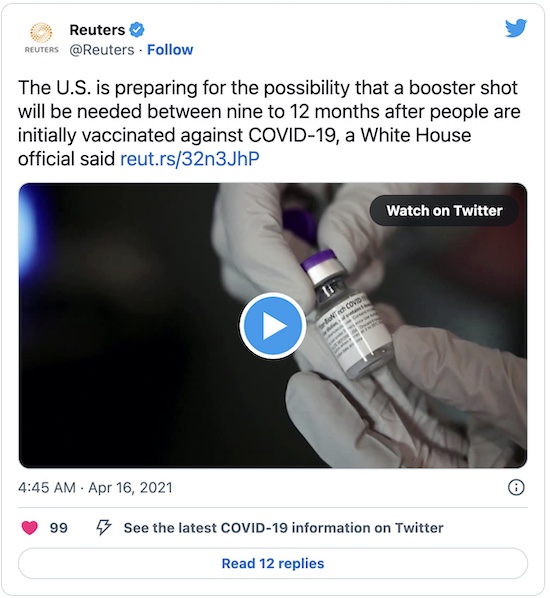 Reuters
@Reuters · Follow
REUTERS
The U.S. is preparing for the possibility that a booster shot
will be needed between nine to 12 months after people are
initially vaccinated against COVID-19, a White House
official said reut.rs/32n3JhP
Watch on Twitter
4:45 AM · Apr 16, 2021
99 See the latest COVID-19 information on Twitter
Read 12 replies